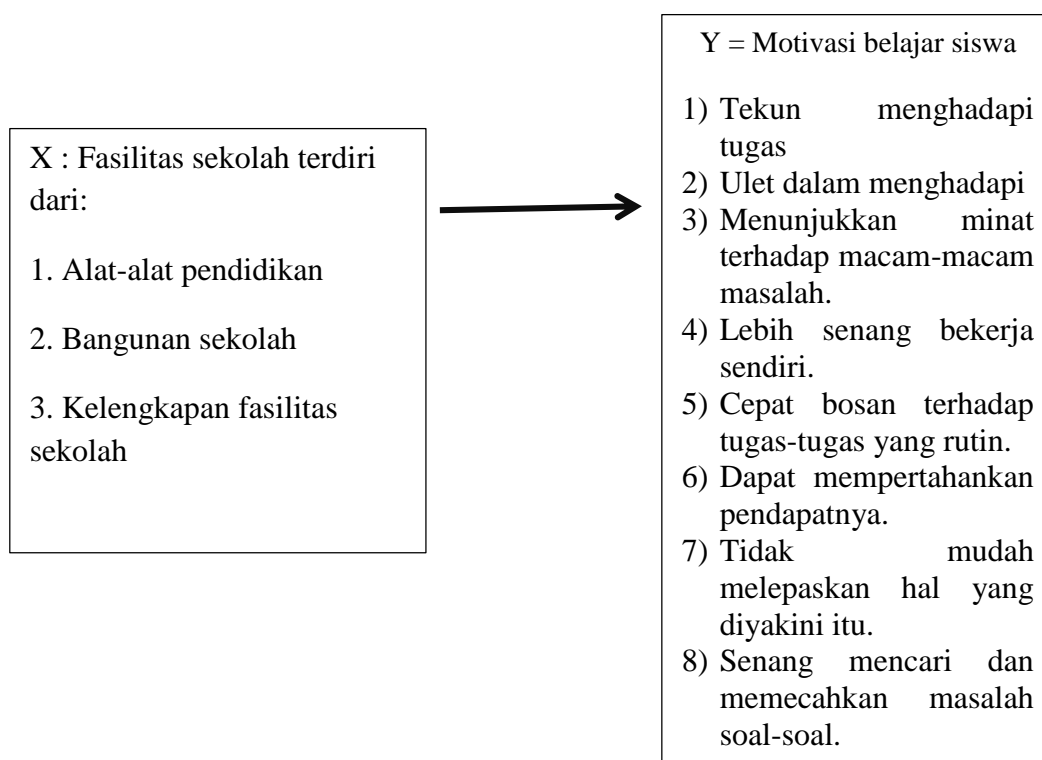 X : Fasilitas sekolah terdiri
dari:
1. Alat-alat pendidikan
2. Bangunan sekolah
3. Kelengkapan fasilitas
sekolah
Y = Motivasi belajar siswa
1) Tekun menghadapi
tugas
2) Ulet dalam menghadapi
3) Menunjukkan minat
terhadap macam-macam
masalah.
4) Lebih senang bekerja
sendiri.
5) Cepat bosan terhadap
tugas-tugas yang rutin.
6) Dapat mempertahankan
pendapatnya.
7) Tidak mudah
melepaskan hal yang
diyakini itu.
8) Senang mencari dan
memecahkan masalah
soal-soal.